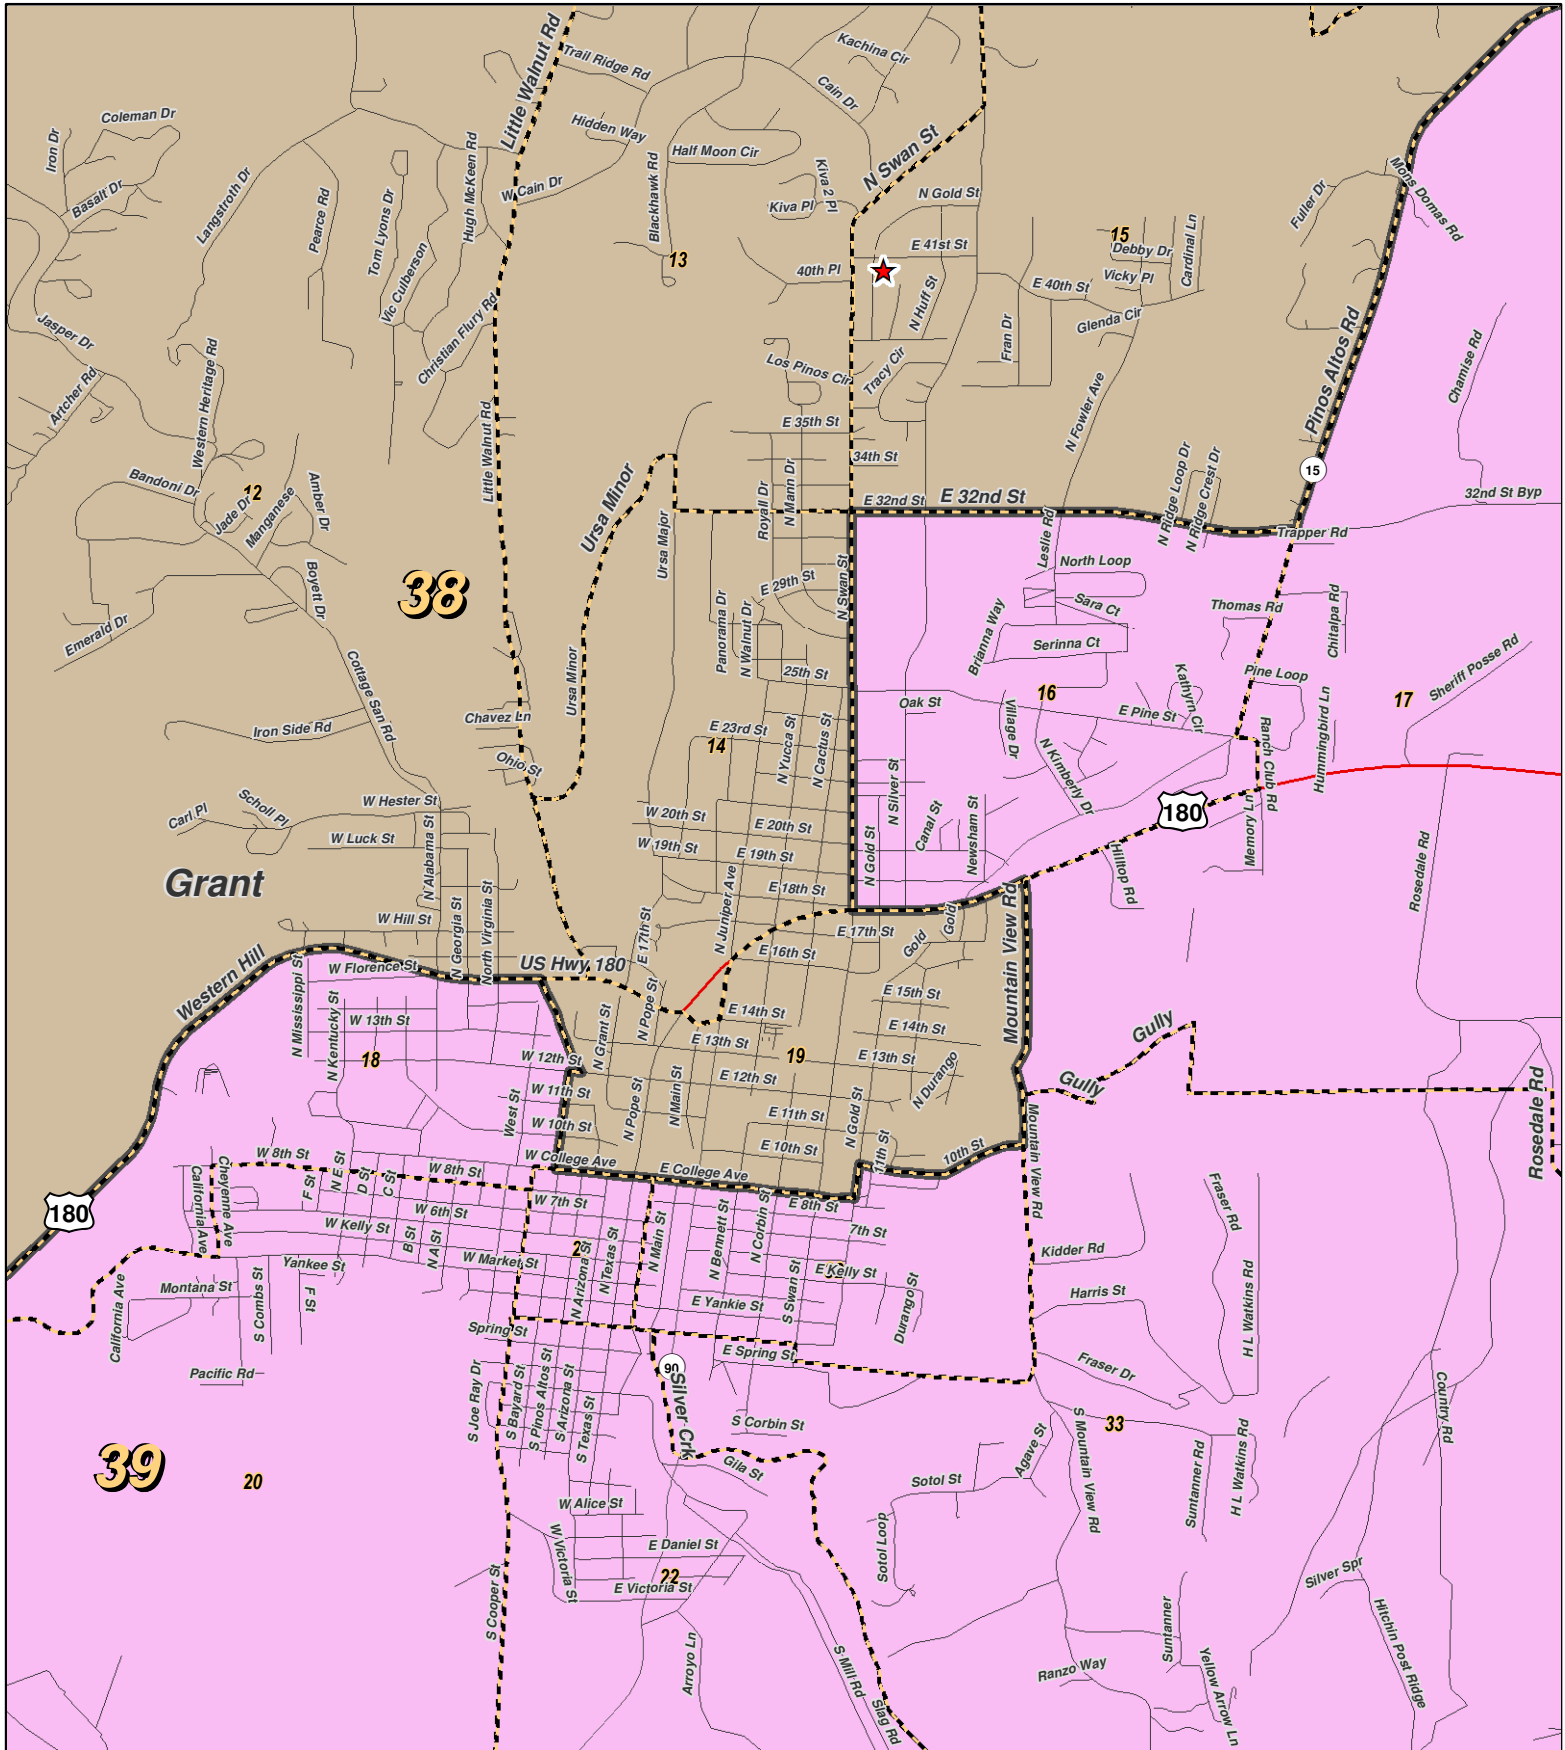 Little Walnut Rd
Trail Ridge Rd
Kachina Cir
Cain Dr
Coleman Dr
Iron Dr
Hidden Way
Half Moon Cir
N Swan St
Hugh McKeen Rd
Basalt Dr
Langstroth Dr
Pearce Rd
Tom Lyons Dr
W Cain Dr
Blackhawk Rd
Kiva 2 Pl
Kiva Pl
N Gold St
Fuller Dr
Mons Domas Rd
15
E 41st St
Debby Dr
Cardinal Ln
13
40th Pl
Vicky Pl
E 40th St
Vic Culberson
N Huff St
Glenda Cir
Jasper Dr
Christian Flury Rd
Fran Dr
Pinos Altos Rd
Chamise Rd
Los Pinos Cir
Tracy Cir
Artcher Rd
Western Heritage Rd
Little Walnut Rd
E 35th St
N Fowler Ave
34th St
15
Bandoni Dr
12
Amber Dr
Jade Dr
Manganese
Ursa Minor
Royall Dr
N Mann Dr
E 32nd St
E 32nd St
N Ridge Loop Dr
N Ridge Crest Dr
32nd St Byp
Trapper Rd
Ursa Major
Leslie Rd
North Loop
38
Boyett Dr
E 29th St
N Swan St
Sara Ct
Thomas Rd
Chitalpa Rd
Emerald Dr
Panorama Dr
N Walnut Dr
Brianna Way
Serinna Ct
Sheriff Posse Rd
Cottage San Rd
Ursa Minor
25th St
Kathyrn Cir
Pine Loop
16
17
Oak St
Village Dr
E Pine St
Hummingbird Ln
Chavez Ln
Iron Side Rd
E 23rd St
14
N Yucca St
N Cactus St
Ranch Club Rd
Ohio St
N Kimberly Dr
N Silver St
Carl Pl
Scholl Pl
W Hester St
W 20th St
E 20th St
Canal St
Newsham St
180
Memory Ln
W Luck St
N Alabama St
W 19th St
E 19th St
N Gold St
Hilltop Rd
Rosedale Rd
Grant
E 18th St
N Juniper Ave
Mountain View Rd
W Hill St
N Georgia St
North Virginia St
E 17th St
E 17th St
Gold
Gold
E 16th St
Western Hill
N Mississippi St
W Florence St
US Hwy 180
N Kentucky St
N Pope St
E 15th St
W 13th St
N Grant St
E 14th St
E 14th St
Gully
18
W 12th St
E 13th St
19
E 13th St
N Durango
Gully
W 11th St
E 12th St
Rosedale Rd
West St
W 10th St
N Pope St
N Main St
E 11th St
N Gold St
Mountain View Rd
E 10th St
11th St
10th St
W 8th St
W College Ave
E College Ave
Cheyenne Ave
California Ave
F St
N E St
D St
C St
W 8th St
W 7th St
E 8th St
180
W 6th St
7th St
Fraser Rd
W Kelly St
B St
N A St
N Main St
N Bennett St
N Corbin St
Kidder Rd
Yankee St
W Market St
N Arizona St
N Texas St
E Kelly St
Montana St
S Combs St
F St
E Yankie St
S Swan St
Durango St
Harris St
H L Watkins Rd
California Ave
Spring St
E Spring St
Pacific Rd
90
Fraser Dr
S Joe Ray Dr
S Bayard St
S Pinos Altos St
S Arizona St
S Texas St
Silver Crk
S Corbin St
33
Country Rd
39
20
Gila St
Agave St
S Mountain View Rd
Suntanner Rd
H L Watkins Rd
Sotol St
W Alice St
Sotol Loop
W Victoria St
E Daniel St
22
E Victoria St
S Cooper St
Silver Spr
Suntanner
Hitchin Post Ridge
Arroyo Ln
S Mill Rd
Ranzo Way
Yellow Arrow Ln
Slag Rd